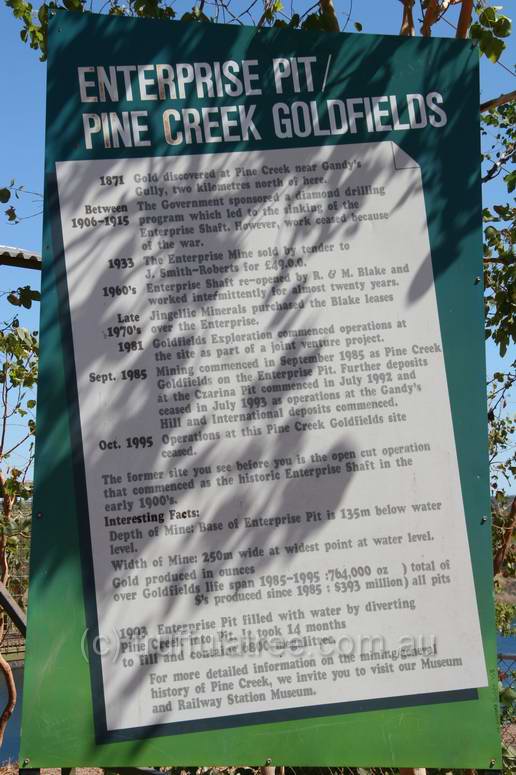 ENTERPRISE PIT/
PINE CREEK GOLDFIELDS
1871 Gold discovered at Pine Creek near Gandy's
Gully, two kilometres north of here.
Between The Government sponsored a diamond drilling
1906-1915 program which led to the sinking of the
Enterprise Shaft. However, work ceased because
of the war.
1933 The Enterprise Mine sold by tender to
J. Smith-Roberts for £49.0.0.
1960's Enterprise Shaft re-opened by R. & M. Blake and
worked intermittently for almost twenty years.
Late Jingellic Minerals purchased the Blake leases
1970's over the Enterprise.
1981 Goldfields Exploration commenced operations at
the site as part of a joint venture project.
Sept. 1985 Mining commenced in September 1985 as Pine Creek
Goldfields on the Enterprise Pit. Further deposits
at the Czarina Pit commenced in July 1992 and
ceased in July 1993 as operations at the Gandy's
Hill and International deposits commenced.
Oct. 1995 Operations at this Pine Creek Goldfields site
ceased.
The former site you see before you is the open cut operation
that commenced as the historic Enterprise Shaft in the
early 1900's.
Interesting Facts:
Depth of Mine: Base of Enterprise Pit is 135m below water
level.
Width of Mine: 250m wide at widest point at water level.
Gold produced in ounces
over Goldfields life span 1985-1995 :764,000 oz ) total of
$'s produced since 1985 : $393 million ) all pits
1993 Enterprise Pit filled with water by diverting
Pine Creek into Pit. It took 14 months
to fill and contains litres.
For more detailed information on the mining/general
history of Pine Creek, we invite you to visit our Museum
and Railway Station Museum.